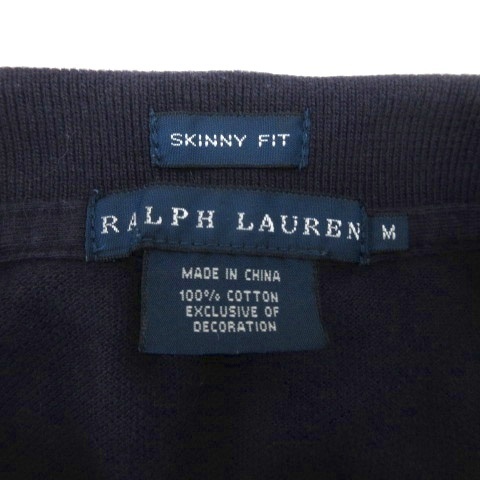 SKINNY FIT
RALPH LAUREN M
MADE IN CHINA
100% COTTON
EXCLUSIVE OF
DECORATION